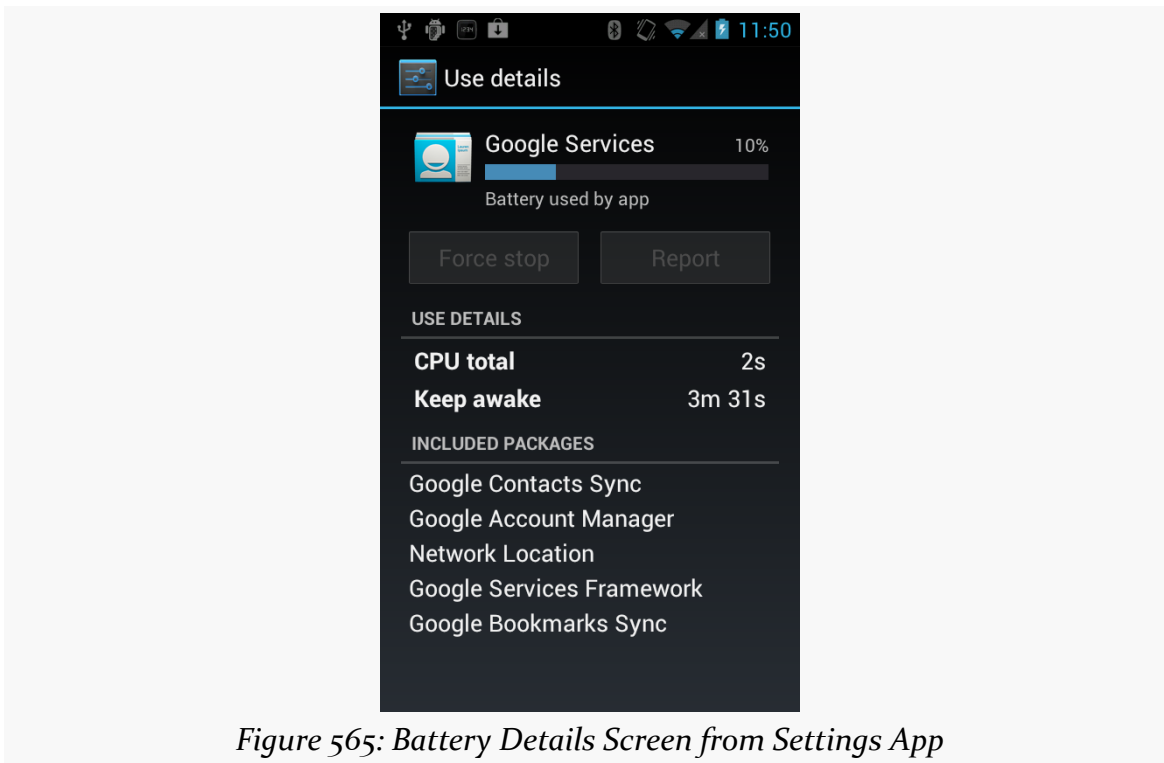 11:50
Use details
Google Services 10%
Battery used by app
Force stop Report
USE DETAILS
CPU total 2s
Keep awake 3m 31s
INCLUDED PACKAGES
Google Contacts Sync
Google Account Manager
Network Location
Google Services Framework
Google Bookmarks Sync
Figure 565: Battery Details Screen from Settings App